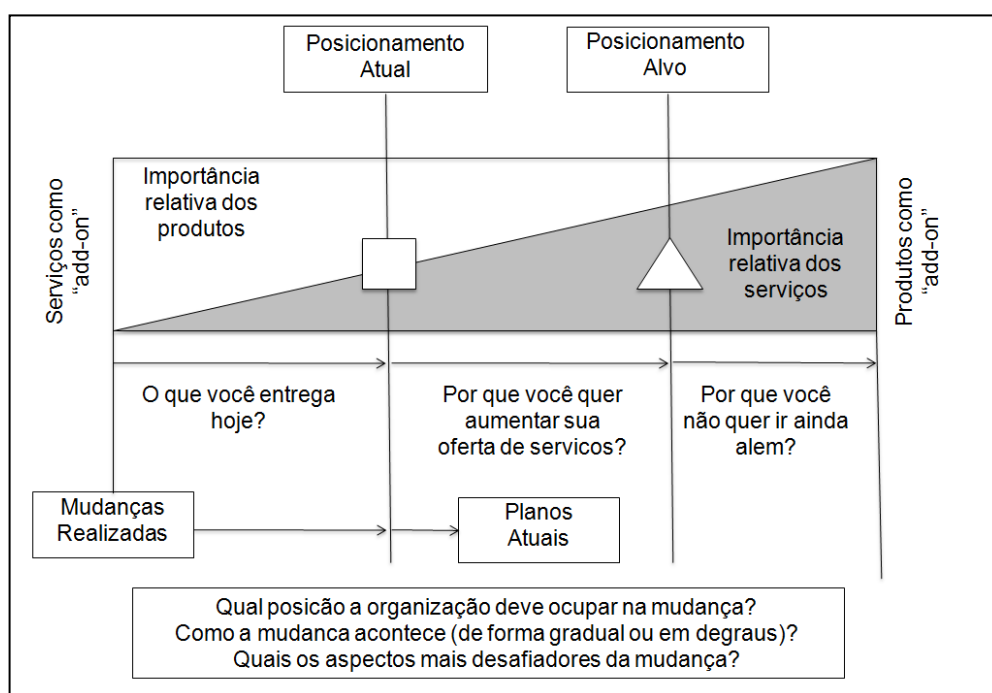 Posicionamento
Atual
Posicionamento
Alvo
Serviços como
“add-on”
Importância
relativa dos
produtos
Importância
relativa dos
serviços
Produtos como
“add-on”
O que você entrega
hoje?
Por que você quer
aumentar sua
oferta de servicos?
Por que você
não quer ir ainda
alem?
Mudanças
Realizadas
Planos
Atuais
Qual posicão a organização deve ocupar na mudança?
Como a mudanca acontece (de forma gradual ou em degraus)?
Quais os aspectos mais desafiadores da mudança?